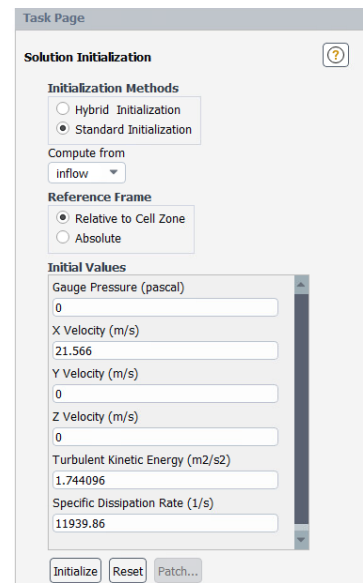 Task Page
Solution Initialization
?
Initialization Methods
Hybrid Initialization
Standard Initialization
Compute from
inflow
Reference Frame
Relative to Cell Zone
Absolute
Initial Values
Gauge Pressure (pascal)
0
X Velocity (m/s)
21.566
Y Velocity (m/s)
0
Z Velocity (m/s)
0
Turbulent Kinetic Energy (m2/s2)
1.744096
Specific Dissipation Rate (1/s)
11939.86
Initialize Reset Patch...